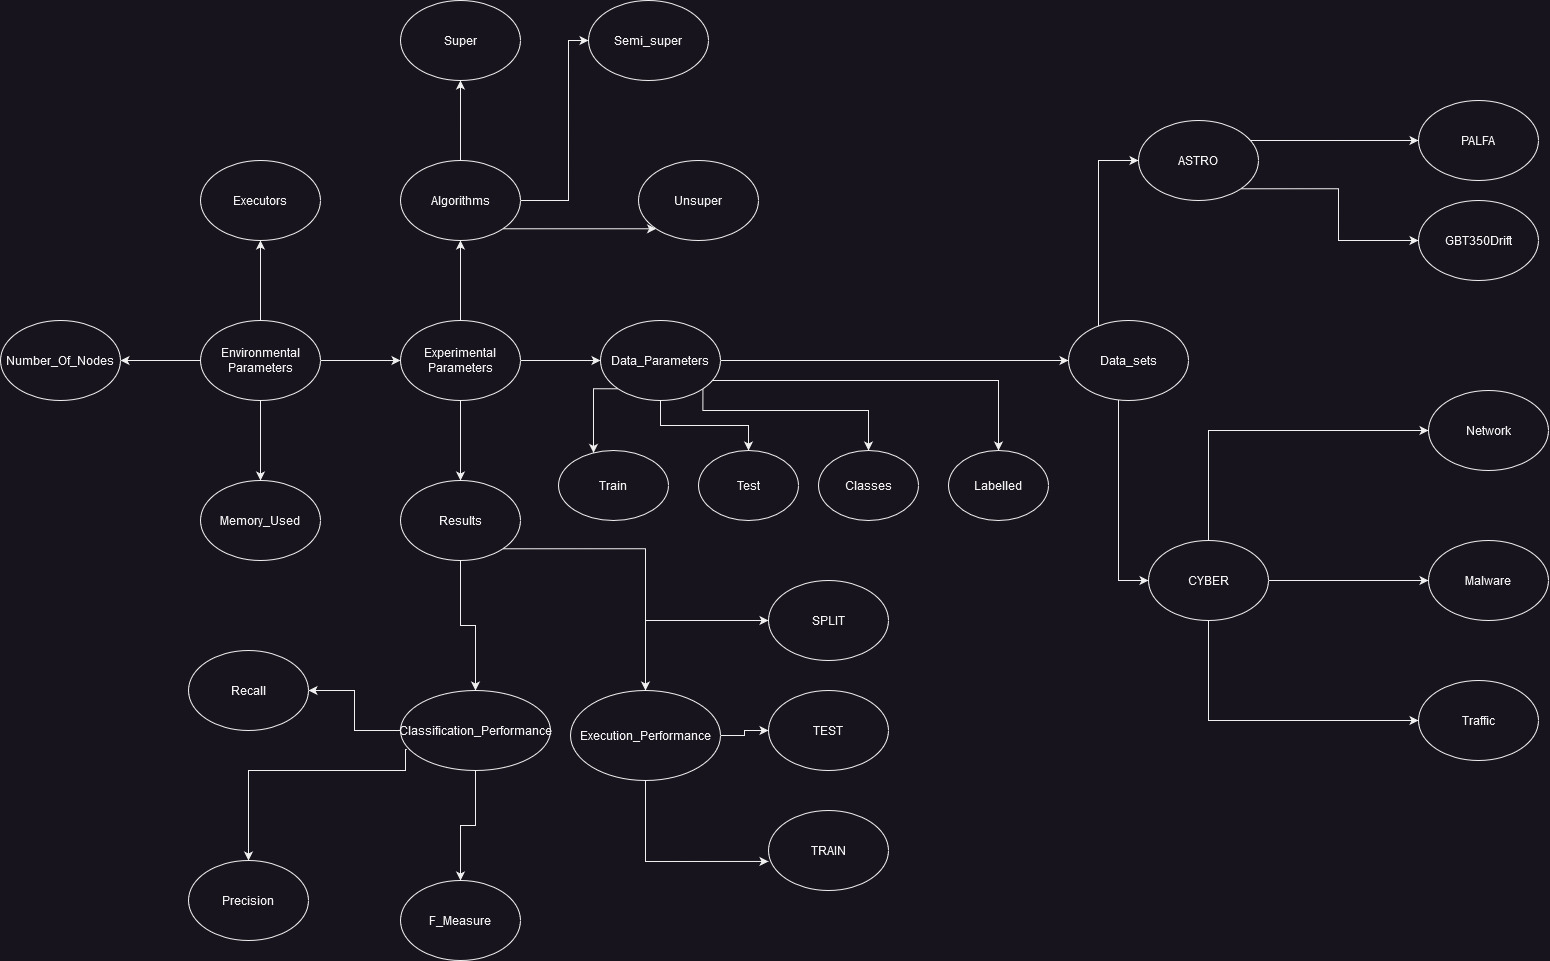 Super
Semi_super
PALFA
ASTRO
Executors
Algorithms
Unsuper
GBT350Drift
Number_Of_Nodes
Environmental
Parameters
Experimental
Parameters
Data_Parameters
Data_sets
Network
Train
Test
Classes
Labelled
Memory_Used
Results
CYBER
Malware
SPLIT
Recall
Classification_Performance
Execution_Performance
TEST
Traffic
TRAIN
Precision
F_Measure